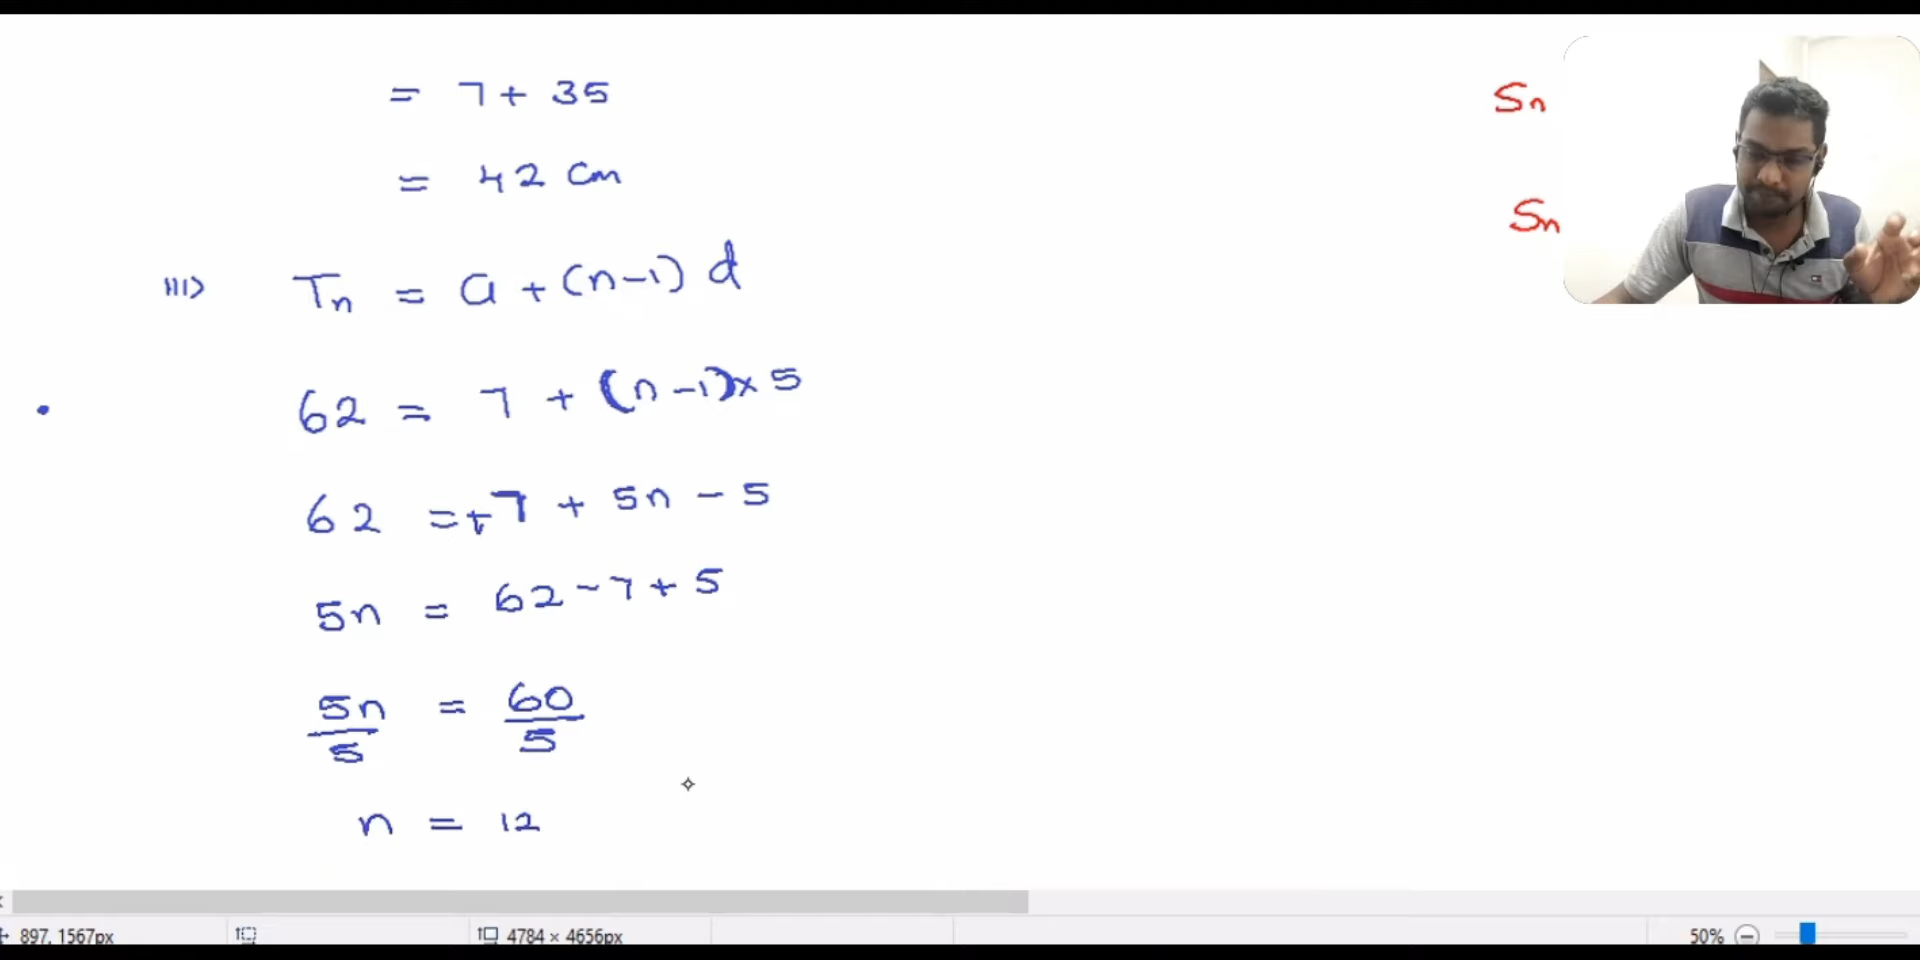 = 7 + 35
= 42 cm
Sn
Sn
III> Tn = a + (n-1) d
62 = 7 + (n-1) x 5
62 = +7 + 5n - 5
5n = 62 - 7 + 5
5n/5 = 60/5
n = 12
897, 1567px
4784 × 4656px
50%